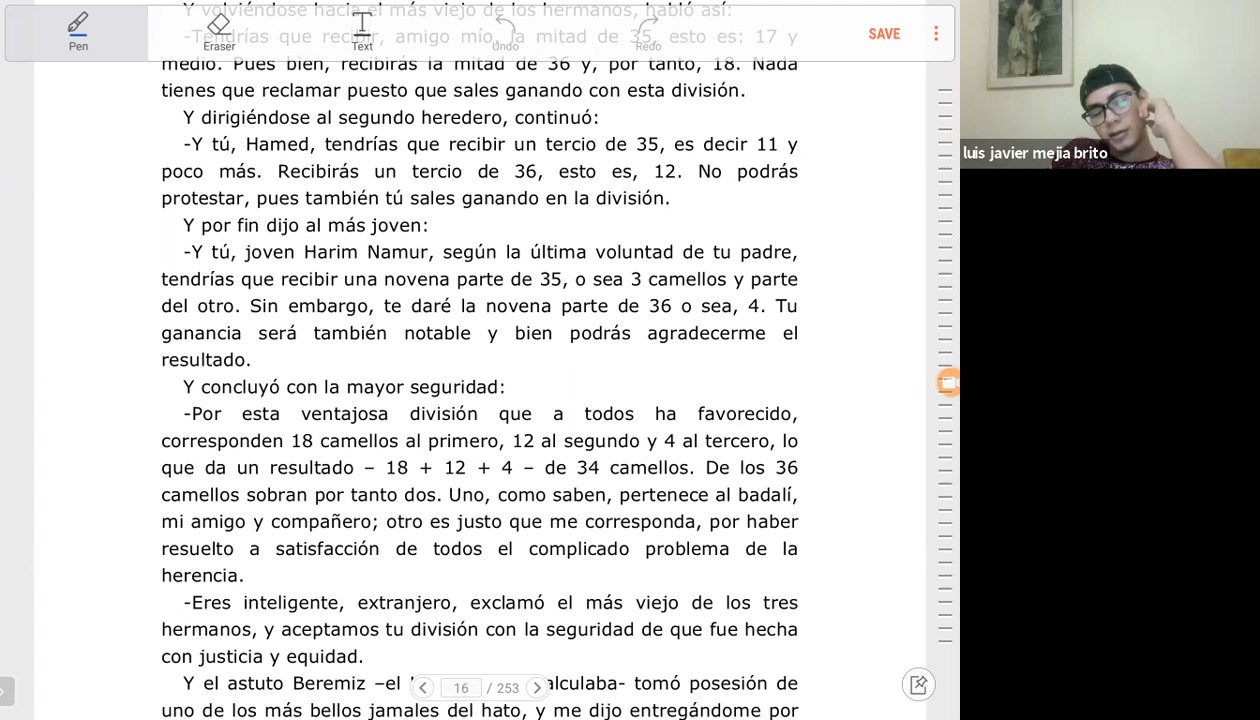 Y volviéndose hacia el más viejo de los hermanos, habló así:
-Tendrías que recibir, amigo mío, la mitad de 35, esto es: 17 y
Pen
Eraser
Text
Undo
Redo
SAVE
medio. Pues bien, recibirás la mitad de 36 y, por tanto, 18. Nada
tienes que reclamar puesto que sales ganando con esta división.
Y dirigiéndose al segundo heredero, continuó:
-Y tú, Hamed, tendrías que recibir un tercio de 35, es decir 11 y
poco más. Recibirás un tercio de 36, esto es, 12. No podrás
protestar, pues también tú sales ganando en la división.
Y por fin dijo al más joven:
-Y tú, joven Harim Namur, según la última voluntad de tu padre,
tendrías que recibir una novena parte de 35, o sea 3 camellos y parte
del otro. Sin embargo, te daré la novena parte de 36 o sea, 4. Tu
ganancia será también notable y bien podrás agradecerme el
resultado.
Y concluyó con la mayor seguridad:
-Por esta ventajosa división que a todos ha favorecido,
corresponden 18 camellos al primero, 12 al segundo y 4 al tercero, lo
que da un resultado – 18 + 12 + 4 – de 34 camellos. De los 36
camellos sobran por tanto dos. Uno, como saben, pertenece al badalí,
mi amigo y compañero; otro es justo que me corresponda, por haber
resuelto a satisfacción de todos el complicado problema de la
herencia.
-Eres inteligente, extranjero, exclamó el más viejo de los tres
hermanos, y aceptamos tu división con la seguridad de que fue hecha
con justicia y equidad.
Y el astuto Beremiz –el alculaba- tomó posesión de
16 / 253
uno de los más bellos jamales del hato, y me dijo entregándome por
luis javier mejia brito